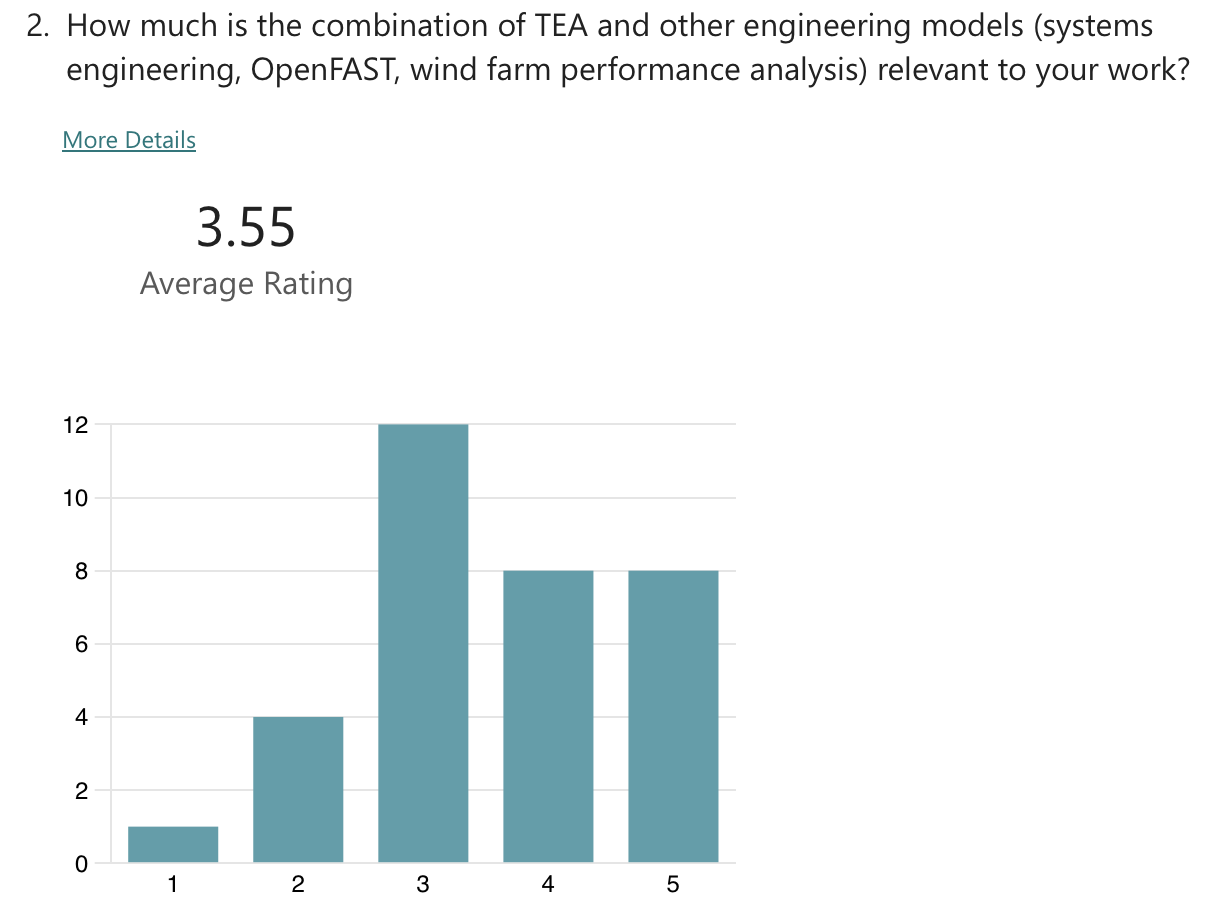 2. How much is the combination of TEA and other engineering models (systems
engineering, OpenFAST, wind farm performance analysis) relevant to your work?
More Details
3.55
Average Rating
12
10
8
6
4
2
0
1 2 3 4 5